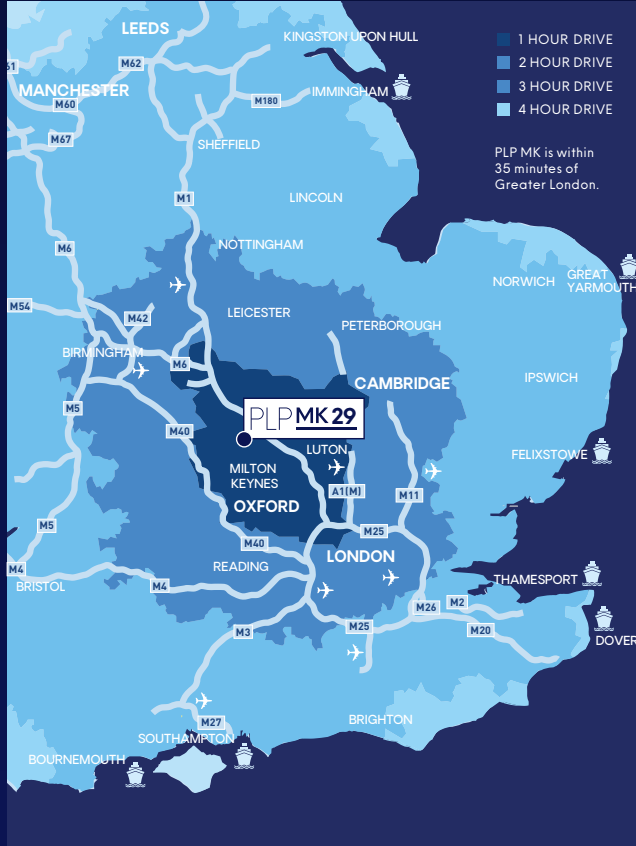 LEEDS
KINGSTON UPON HULL
1 HOUR DRIVE
2 HOUR DRIVE
3 HOUR DRIVE
4 HOUR DRIVE
61
M62
MANCHESTER
M60
M180
IMMINGHAM
M67
SHEFFIELD
PLP MK is within
35 minutes of
Greater London.
M1
LINCOLN
M6
NOTTINGHAM
NORWICH
GREAT
YARMOUTH
M54
M42
LEICESTER
PETERBOROUGH
BIRMINGHAM
M6
CAMBRIDGE
IPSWICH
M5
PLP MK 29
M40
LUTON
FELIXSTOWE
MILTON
KEYNES
A1(M)
M11
OXFORD
M5
M25
M40
LONDON
M4
READING
BRISTOL
M4
THAMESPORT
M26
M2
M3
M25
M20
DOVER
M27
BRIGHTON
SOUTHAMPTON
BOURNEMOUTH